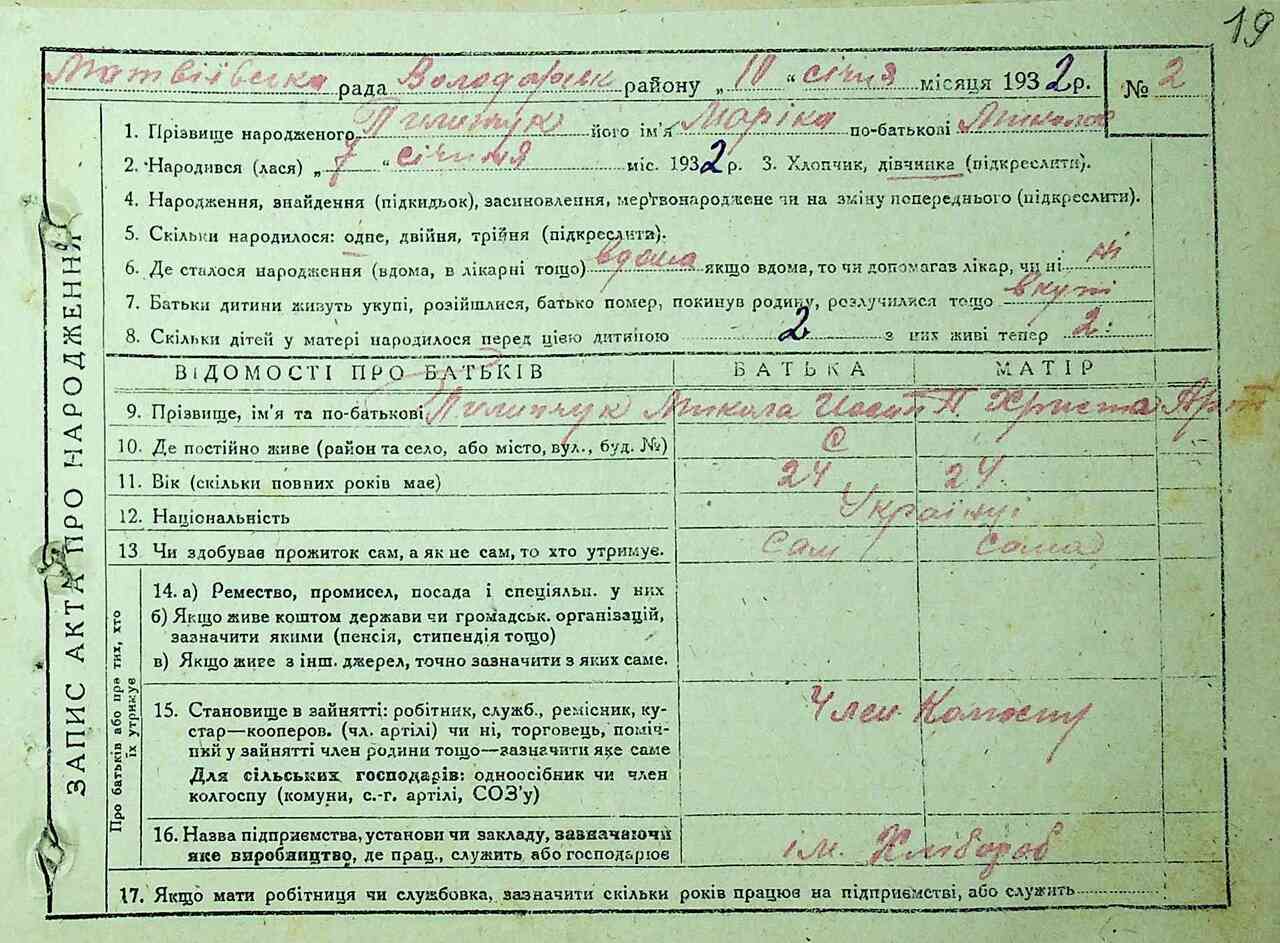 19
Матвіївська рада Володарськ району „10“ січня місяця 1932 р. № 2
1. Прізвище народженого Пилипчук його ім'я Маріка по-батькові Микола
2. Народився (лася) „7“ січня міс. 1932 р. 3. Хлопчик, дівчинка (підкреслити).
4. Народження, знайдення (підкидьок), засиновлення, мертвонароджене чи на зміну попереднього (підкреслити).
5. Скільки народилося: одне, двійня, трійня (підкреслити).
6. Де сталося народження (вдома, в лікарні тощо) вдома якщо вдома, то чи допомагав лікар, чи ні ні
7. Батьки дитини живуть укупі, розійшлися, батько помер, покинув родину, розлучилися тощо вкупі
8. Скільки дітей у матері народилося перед цією дитиною 2 з них живі тепер 2
ВІДОМОСТІ ПРО БАТЬКІВ БАТЬКА МАТІР
9. Прізвище, ім'я та по-батькові Пилипчук Микола Иосип П. Христа
10. Де постійно живе (район та село, або місто, вул., буд. №) С
11. Вік (скільки повних років має) 24 24
12. Національність Українці
13 Чи здобуває прожиток сам, а як не сам, то хто утримує. Сам сама
14. а) Ремество, промисел, посада і спеціяльн. у них
б) Якщо живе коштом держави чи громадськ. організацій,
зазначити якими (пенсія, стипендія тощо)
в) Якщо живе з інш. джерел, точно зазначити з яких саме.
15. Становище в зайнятті: робітник, служб., ремісник, ку-
стар—кооперов. (чл. артілі) чи ні, торговець, поміч-
ний у зайнятті член родини тощо—зазначити яке саме
Для сільських господарів: одноосібник чи член
колгоспу (комуни, с.-г. артілі, СОЗ'у)
Член Колгоспу
16. Назва підприємства, установи чи закладу, зазначаючи
яке виробництво, де прац., служить або господарює
ім. Хлібороб
17. Якщо мати робітниця чи службовка, зазначити скільки років працює на підприємстві, або служить
ЗАПИС АКТА ПРО НАРОДЖЕННЯ
Про батьків або про тих, хто
їх утримує